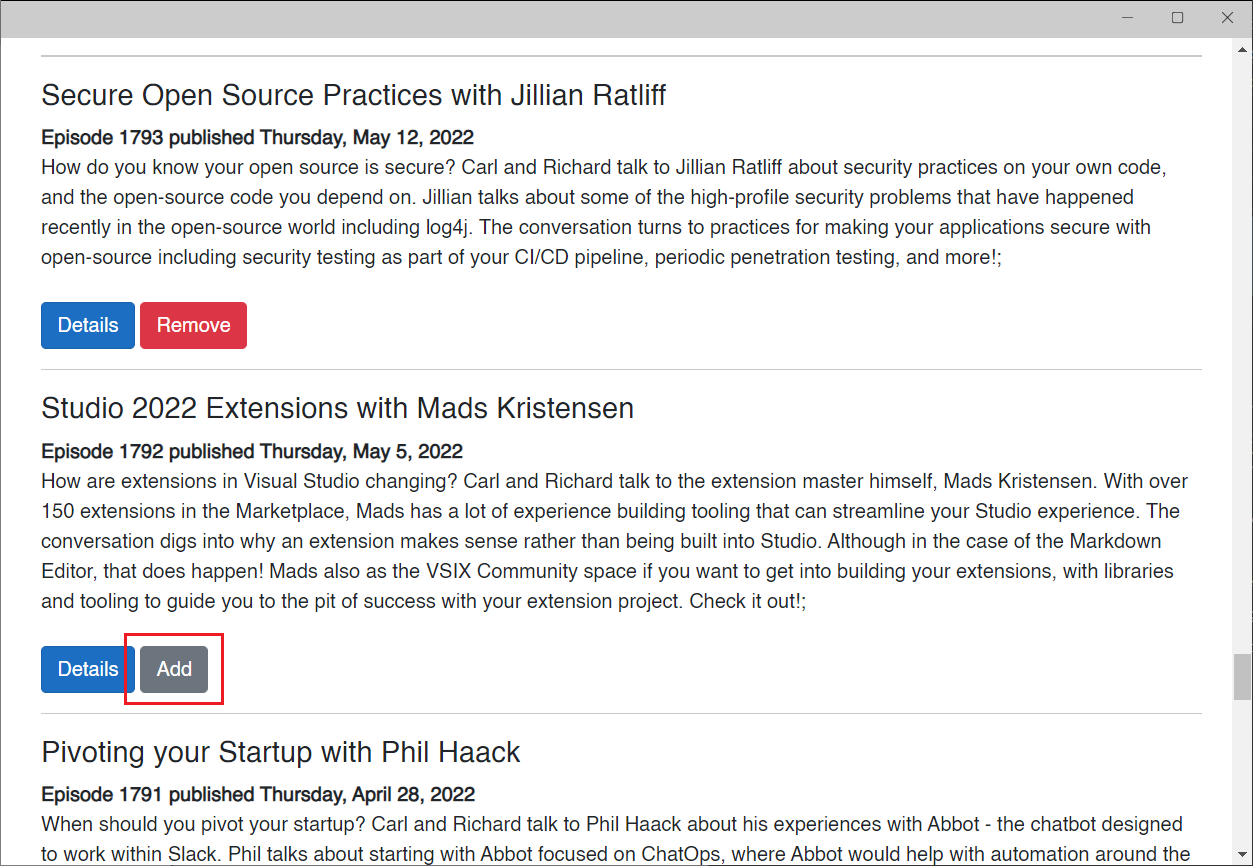 Secure Open Source Practices with Jillian Ratliff
Episode 1793 published Thursday, May 12, 2022
How do you know your open source is secure? Carl and Richard talk to Jillian Ratliff about security practices on your own code,
and the open-source code you depend on. Jillian talks about some of the high-profile security problems that have happened
recently in the open-source world including log4j. The conversation turns to practices for making your applications secure with
open-source including security testing as part of your CI/CD pipeline, periodic penetration testing, and more!;
Details Remove
Studio 2022 Extensions with Mads Kristensen
Episode 1792 published Thursday, May 5, 2022
How are extensions in Visual Studio changing? Carl and Richard talk to the extension master himself, Mads Kristensen. With over
150 extensions in the Marketplace, Mads has a lot of experience building tooling that can streamline your Studio experience. The
conversation digs into why an extension makes sense rather than being built into Studio. Although in the case of the Markdown
Editor, that does happen! Mads also as the VSIX Community space if you want to get into building your extensions, with libraries
and tooling to guide you to the pit of success with your extension project. Check it out!;
Details Add
Pivoting your Startup with Phil Haack
Episode 1791 published Thursday, April 28, 2022
When should you pivot your startup? Carl and Richard talk to Phil Haack about his experiences with Abbot - the chatbot designed
to work within Slack. Phil talks about starting with Abbot focused on ChatOps, where Abbot would help with automation around the